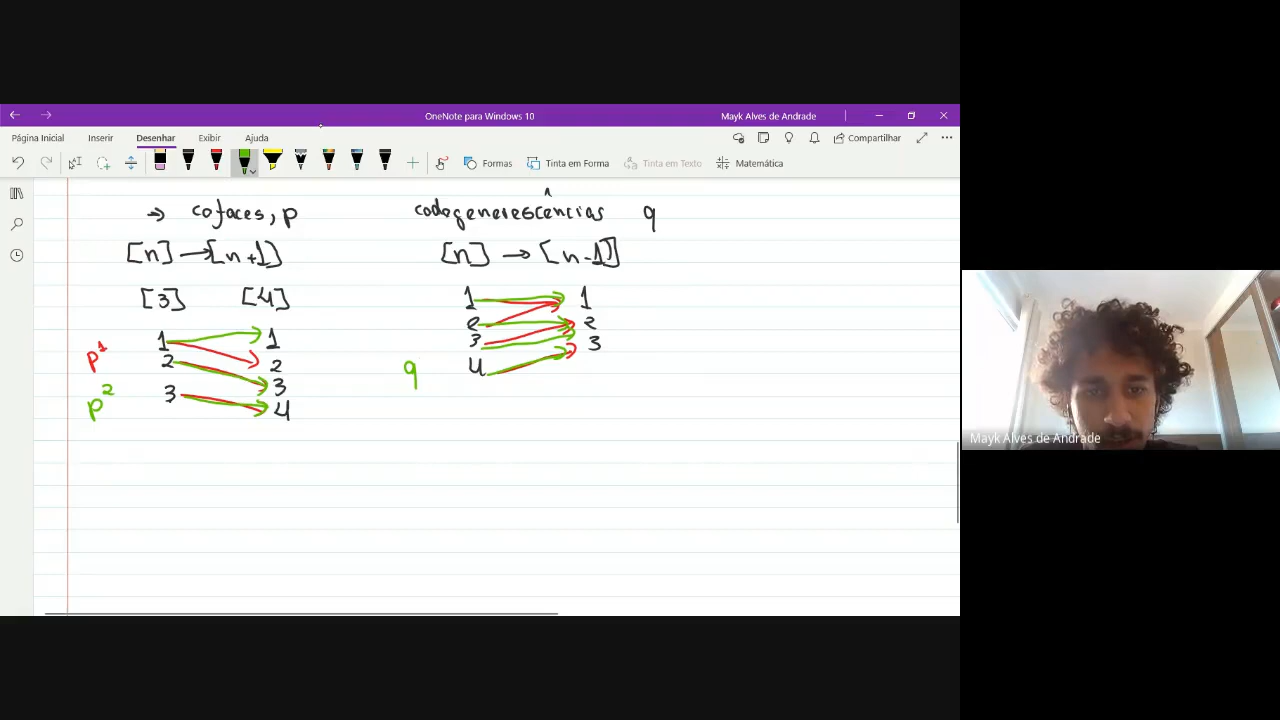 OneNote para Windows 10
Mayk Alves de Andrade
Página Inicial Inserir Desenhar Exibir Ajuda
Compartilhar
Formas Tinta em Forma Tinta em Texto Matemática
→ cofaces, p
codegenerescências q
[n] → [n+1]
[n] → [n-1]
[3] [4]
1 1
2 2
3 3
4
p¹
p²
1 1
2 2
3 3
4
q
Mayk Alves de Andrade